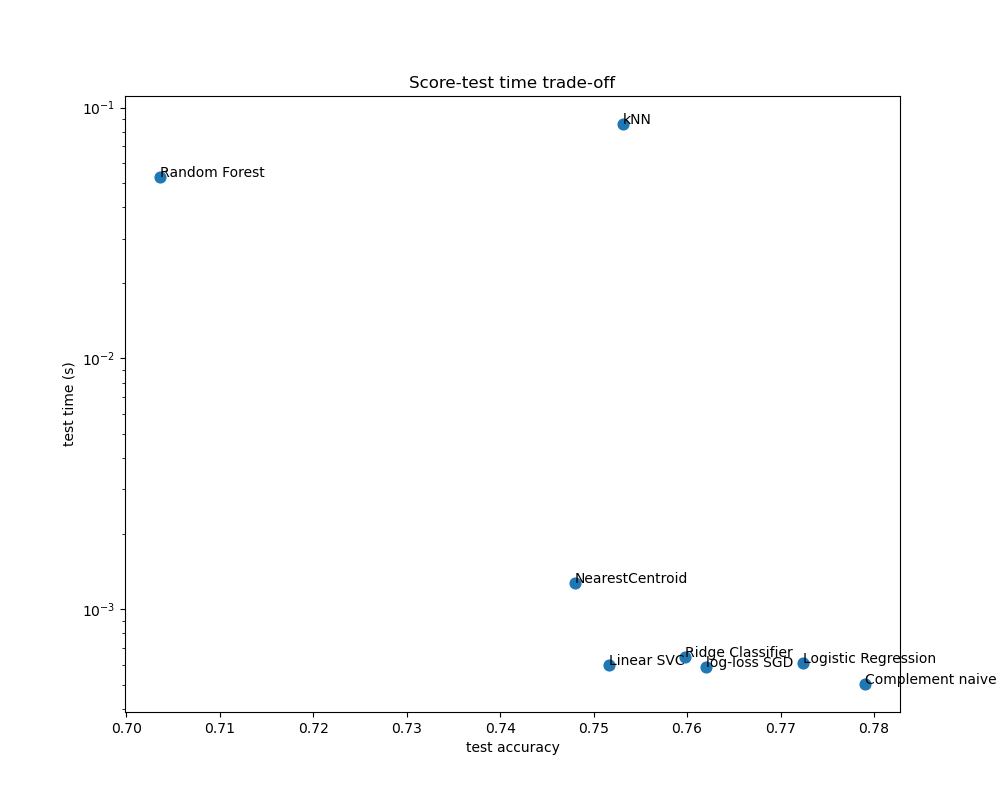 Score-test time trade-off
10⁻¹
kNN
Random Forest
10⁻²
test time (s)
NearestCentroid
10⁻³
Ridge Classifier
Linear SVC
log-loss SGD
Logistic Regression
Complement naive
0.70 0.71 0.72 0.73 0.74 0.75 0.76 0.77 0.78
test accuracy